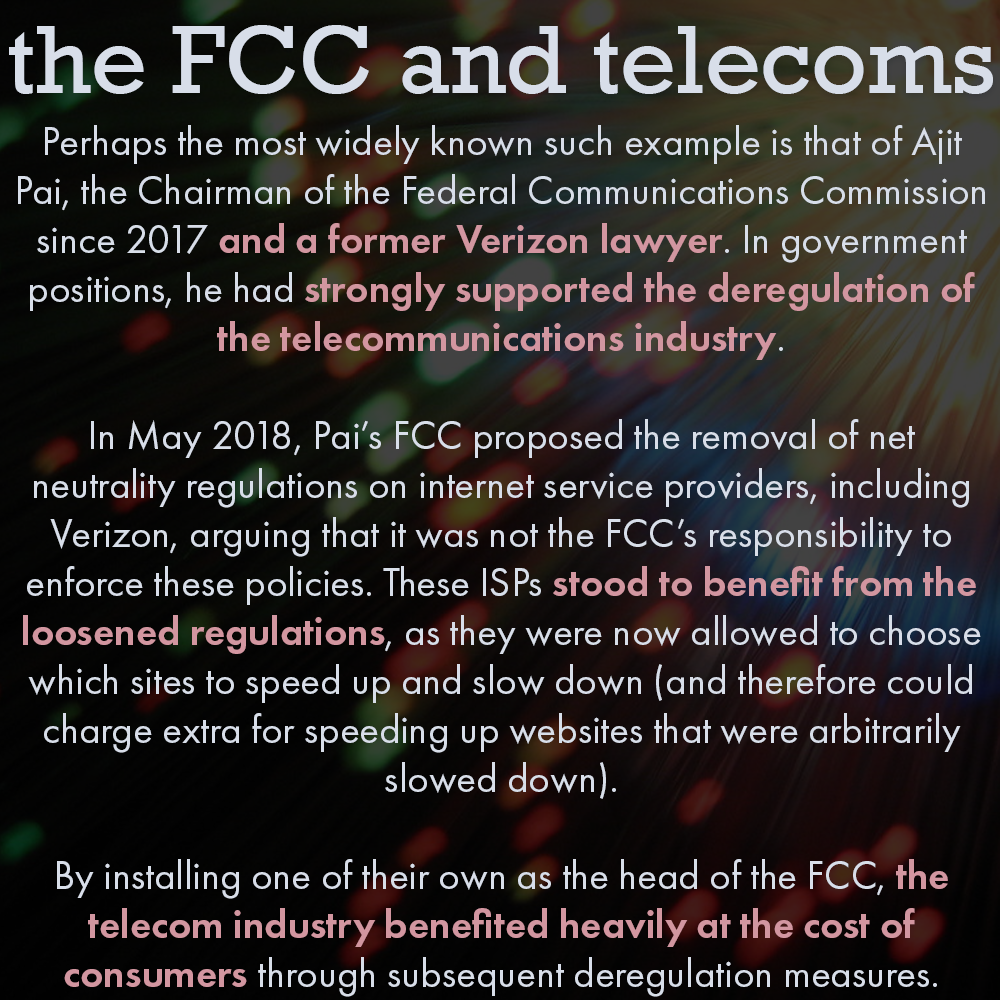 the FCC and telecoms
Perhaps the most widely known such example is that of Ajit
Pai, the Chairman of the Federal Communications Commission
since 2017 and a former Verizon lawyer. In government
positions, he had strongly supported the deregulation of
the telecommunications industry.
In May 2018, Pai’s FCC proposed the removal of net
neutrality regulations on internet service providers, including
Verizon, arguing that it was not the FCC’s responsibility to
enforce these policies. These ISPs stood to benefit from the
loosened regulations, as they were now allowed to choose
which sites to speed up and slow down (and therefore could
charge extra for speeding up websites that were arbitrarily
slowed down).
By installing one of their own as the head of the FCC, the
telecom industry benefited heavily at the cost of
consumers through subsequent deregulation measures.